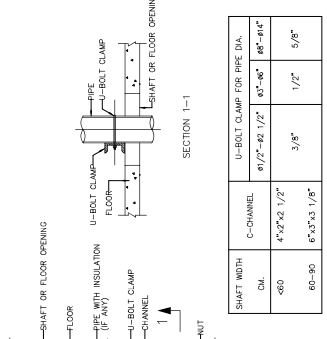 SHAFT OR FLOOR OPENING
FLOOR
PIPE WITH INSULATION
(IF ANY)
U-BOLT CLAMP
CHANNEL
1
NUT
U-BOLT CLAMP
FLOOR
PIPE
U-BOLT CLAMP
SHAFT OR FLOOR OPENING
SECTION 1-1
SHAFT WIDTH
CM.
C-CHANNEL
U-BOLT CLAMP FOR PIPE DIA.
ø1/2"-ø2 1/2"
ø3"-ø6"
ø8"-ø14"
<60
4"x2"x2 1/2"
3/8"
1/2"
5/8"
60-90
6"x3"x3 1/8"